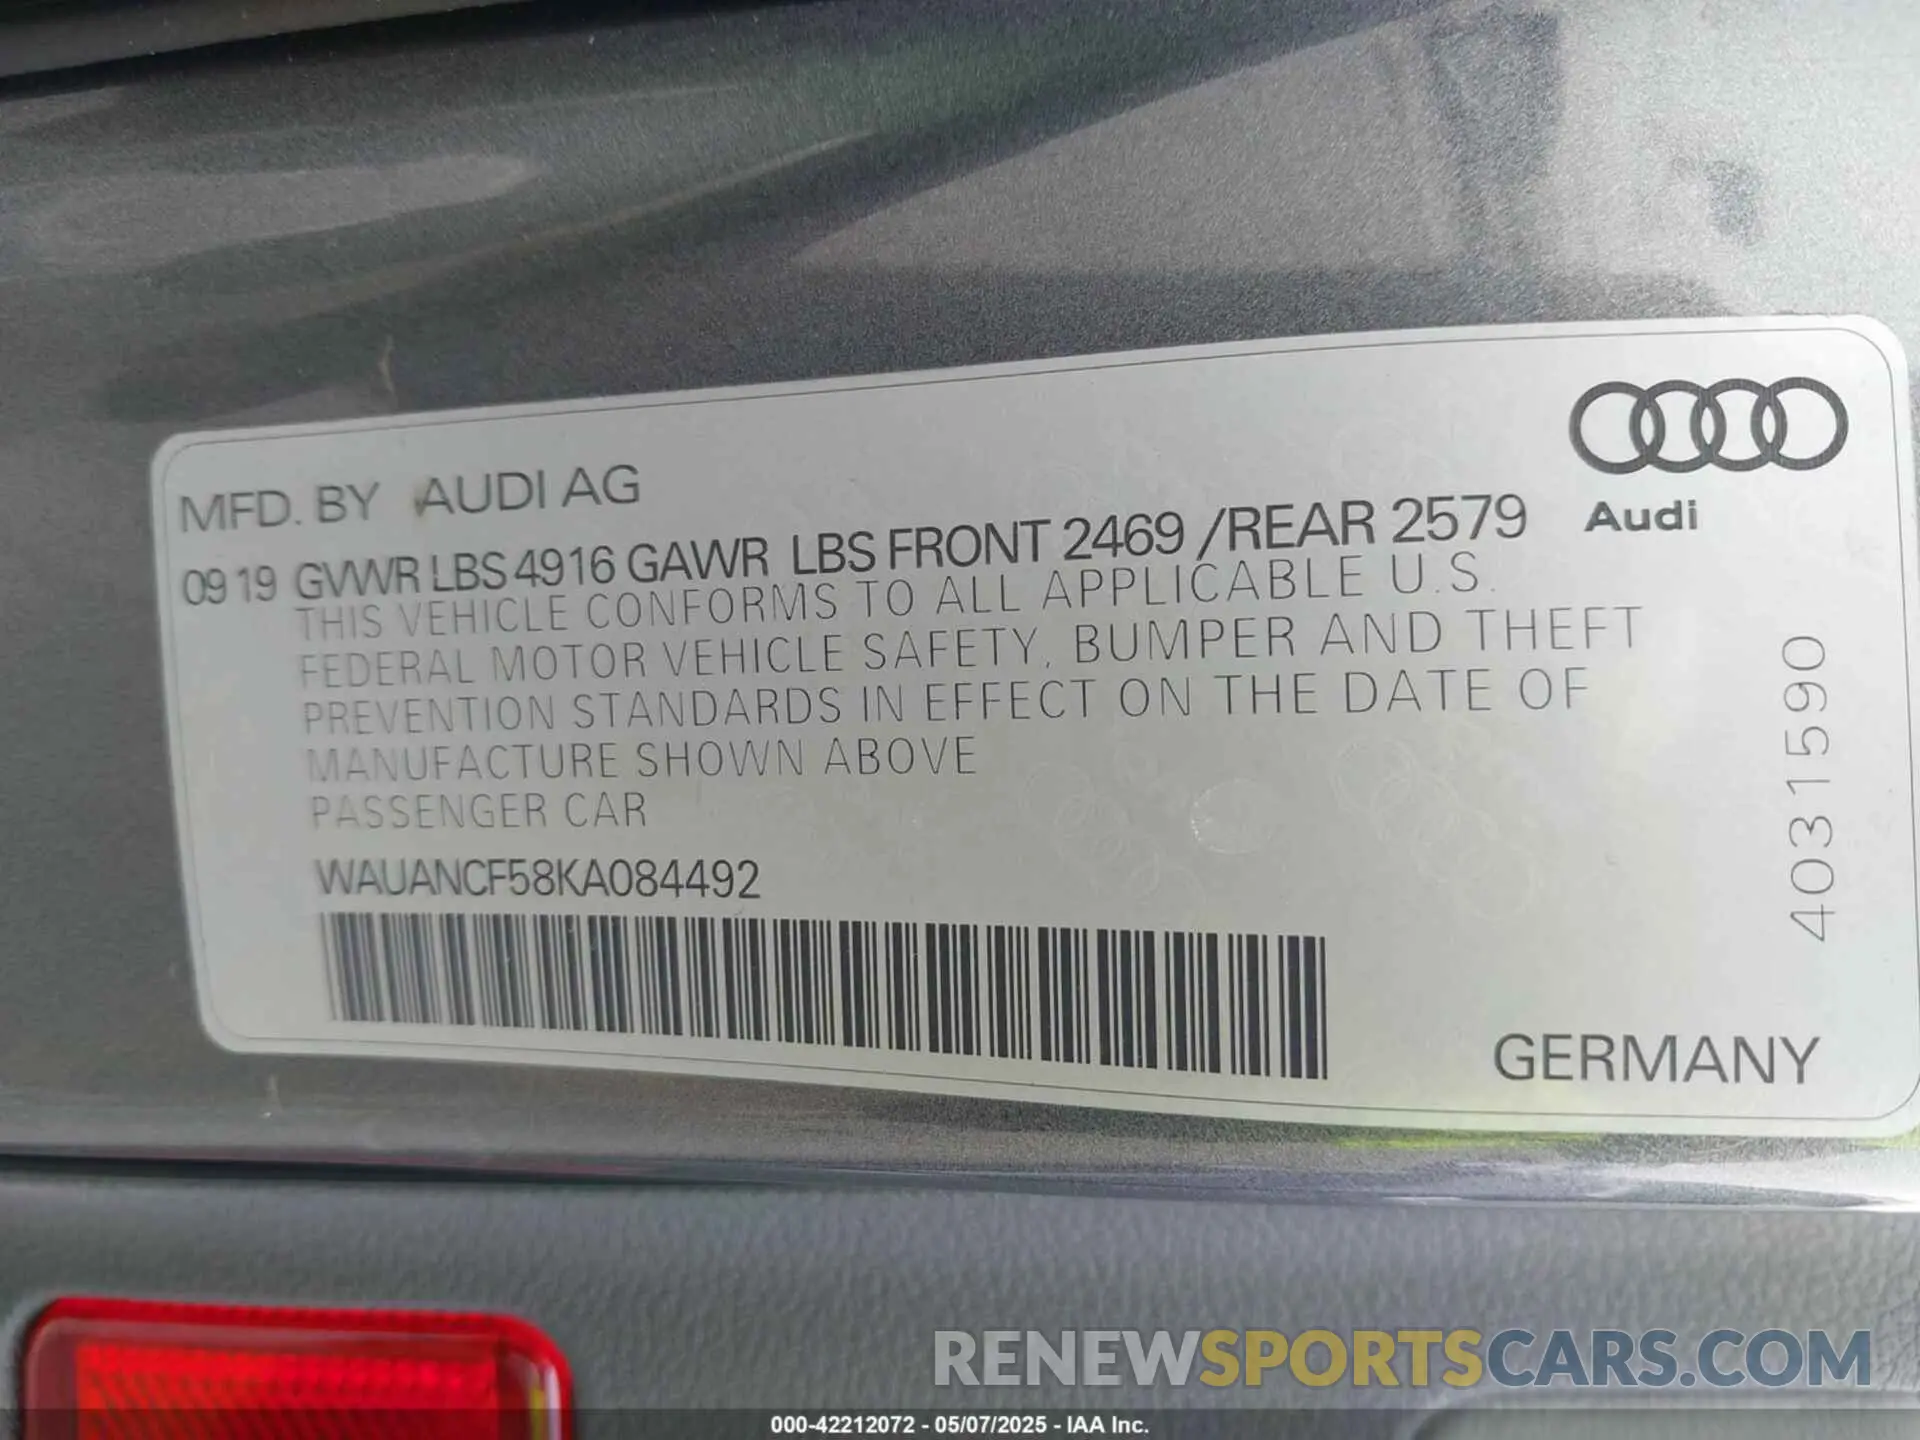 MFD. BY AUDI AG
Audi
09 19 GVWR LBS 4916 GAWR LBS FRONT 2469 /REAR 2579
THIS VEHICLE CONFORMS TO ALL APPLICABLE U.S.
FEDERAL MOTOR VEHICLE SAFETY, BUMPER AND THEFT
PREVENTION STANDARDS IN EFFECT ON THE DATE OF
MANUFACTURE SHOWN ABOVE
PASSENGER CAR
WAUANCF58KA084492
4031590
GERMANY
RENEWSPORTSCARS.COM
000-42212072 - 05/07/2025 - IAA Inc.